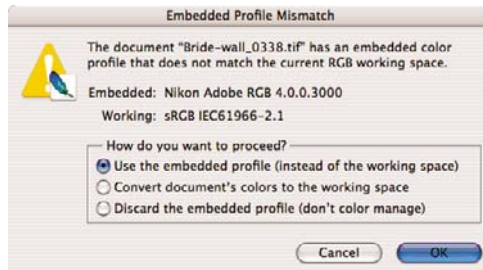 Embedded Profile Mismatch
The document "Bride-wall_0338.tif" has an embedded color
profile that does not match the current RGB working space.
Embedded: Nikon Adobe RGB 4.0.0.3000
Working: sRGB IEC61966-2.1
How do you want to proceed?
Use the embedded profile (instead of the working space)
Convert document's colors to the working space
Discard the embedded profile (don't color manage)
Cancel OK